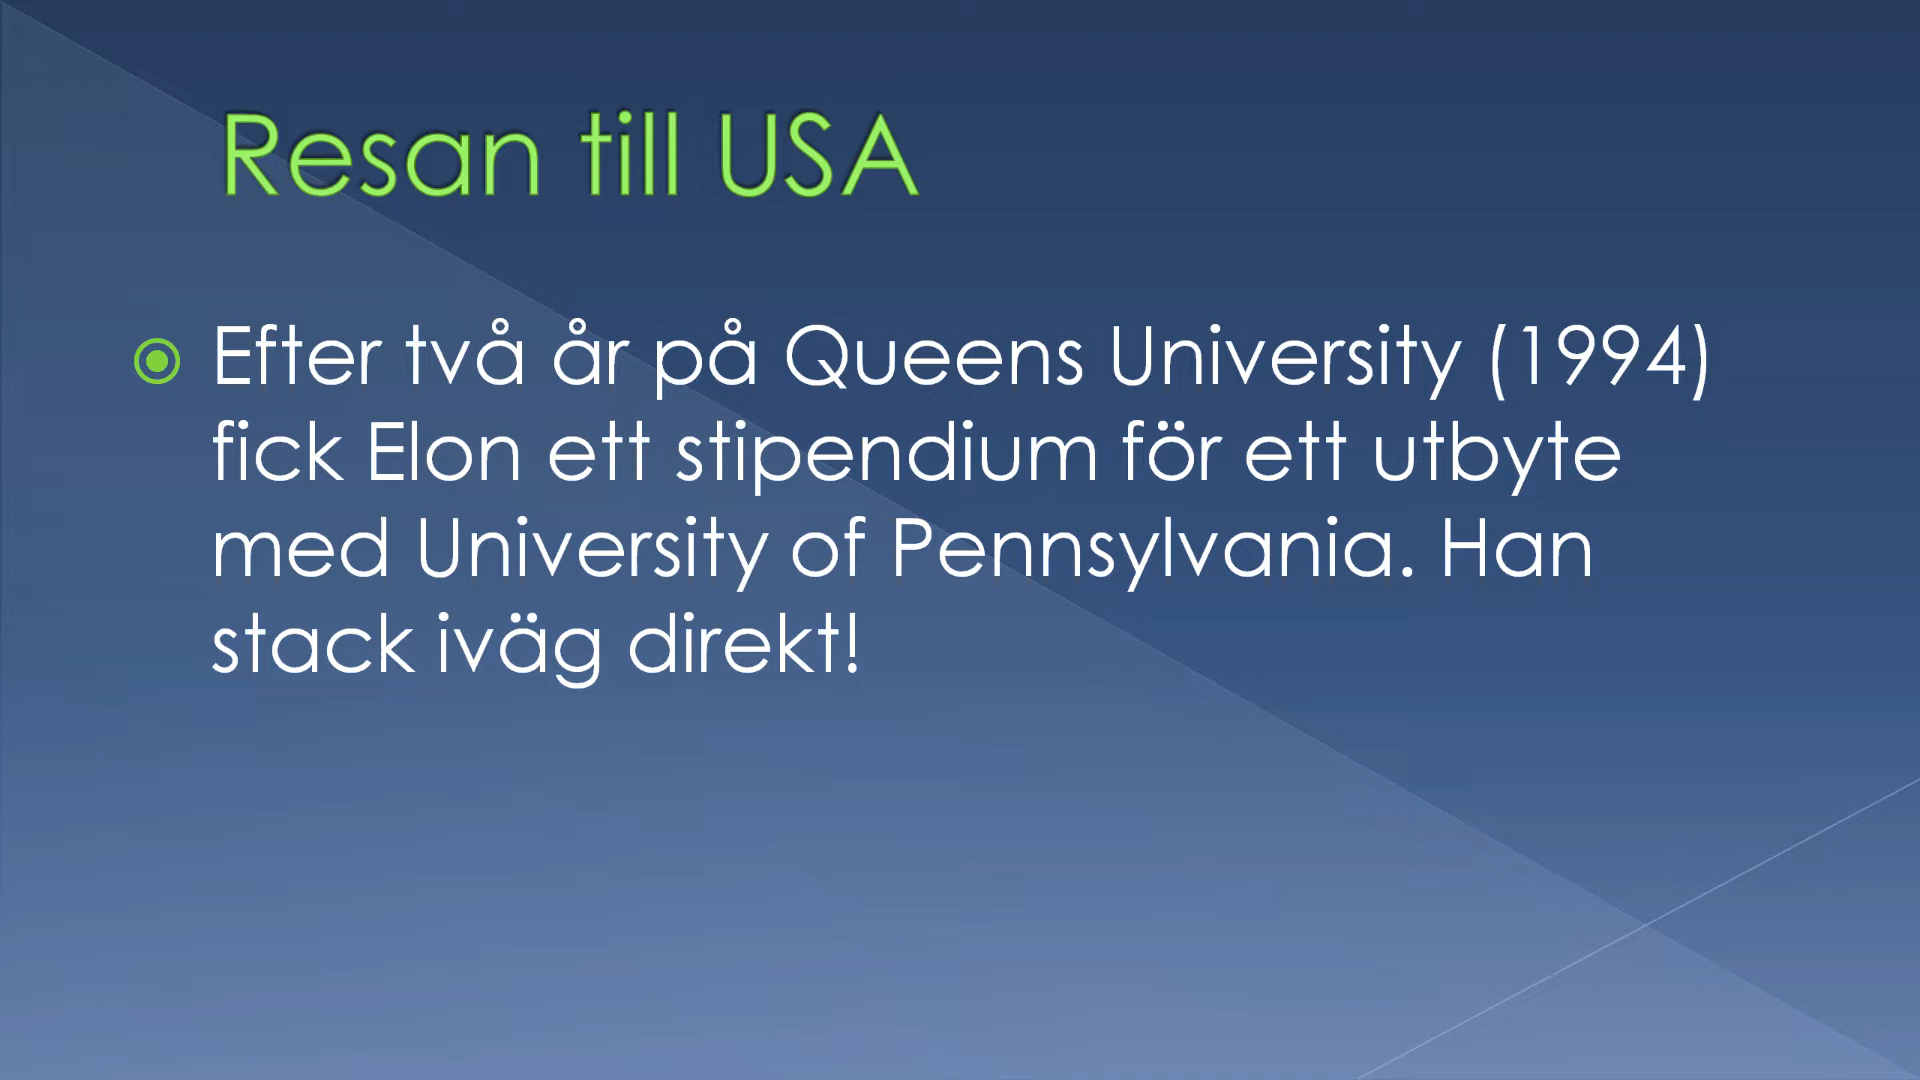 Resan till USA
Efter två år på Queens University (1994)
fick Elon ett stipendium för ett utbyte
med University of Pennsylvania. Han
stack iväg direkt!